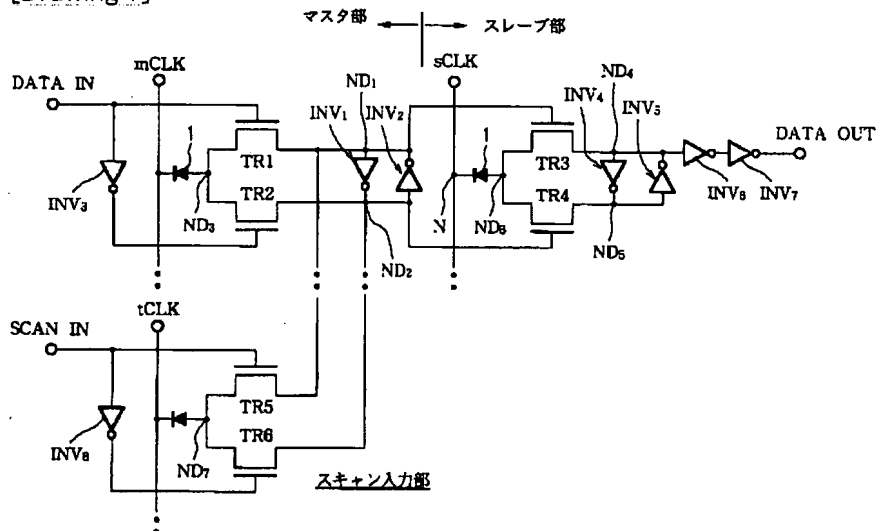 マスタ部
スレーブ部
mCLK
sCLK
DATA IN
ND1
ND4
INV1
INV2
INV4
INV5
DATA OUT
1
1
TR1
TR2
TR3
TR4
INV3
ND3
N
ND6
INV6
INV7
ND2
ND5
tCLK
SCAN IN
TR5
TR6
INV8
ND7
スキャン入力部